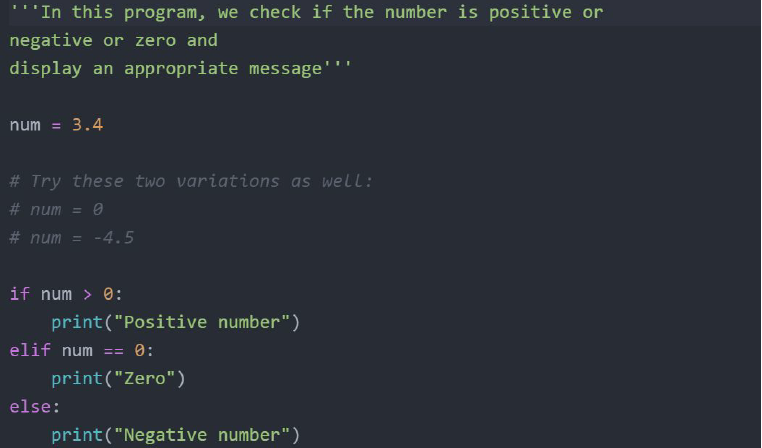 '''In this program, we check if the number is positive or
negative or zero and
display an appropriate message'''
num = 3.4
# Try these two variations as well:
# num = 0
# num = -4.5
if num > 0:
    print("Positive number")
elif num == 0:
    print("Zero")
else:
    print("Negative number")